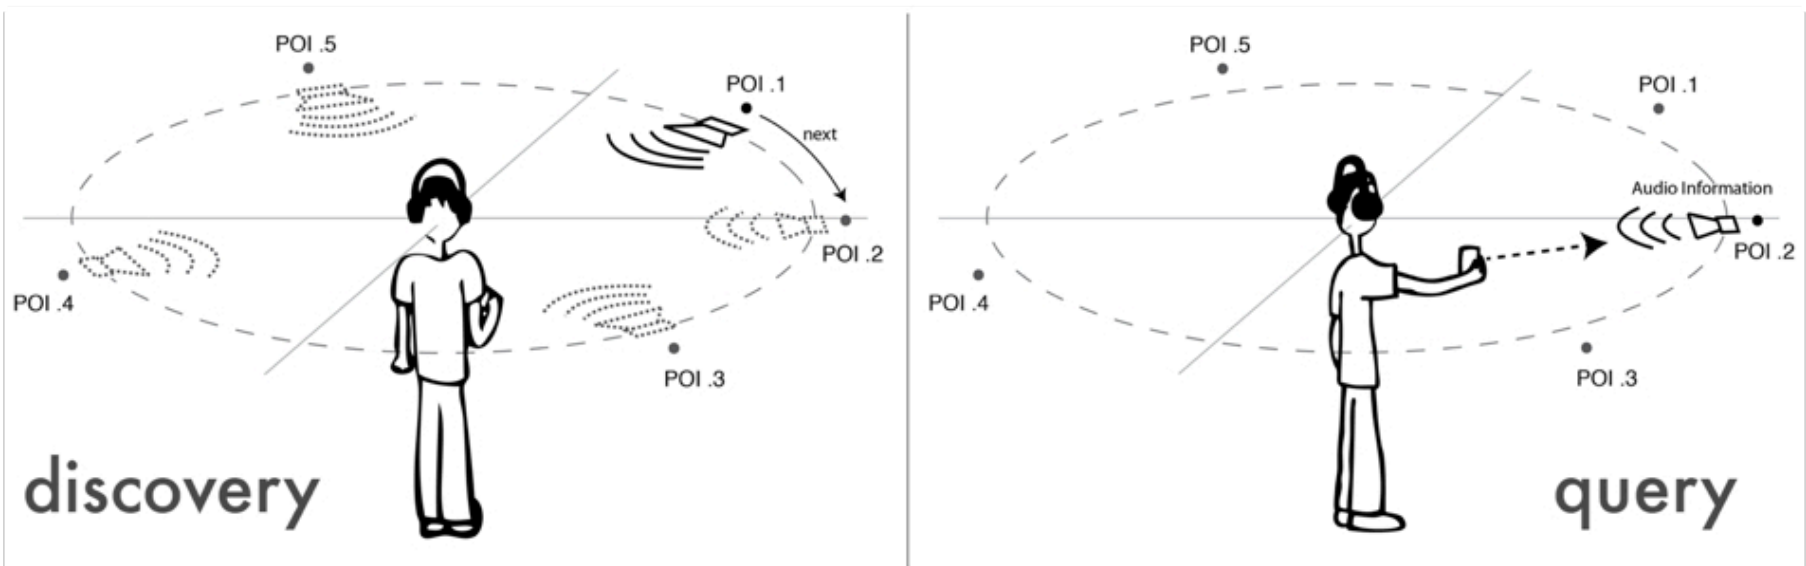 POI .5
POI .1
next
POI .2
POI .4
POI .3
discovery
POI .5
POI .1
Audio Information
POI .2
POI .4
POI .3
query